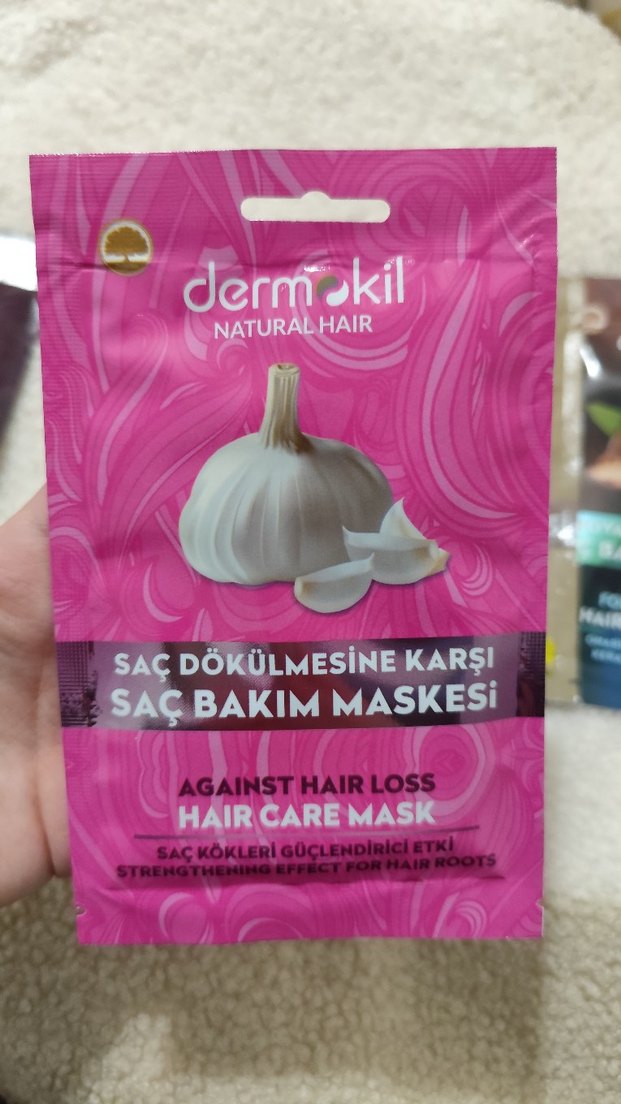 dermokil
NATURAL HAIR
SAÇ DÖKÜLMESİNE KARŞI
SAÇ BAKIM MASKESİ
AGAINST HAIR LOSS
HAIR CARE MASK
SAÇ KÖKLERİ GÜÇLENDİRİCİ ETKİ
STRENGTHENING EFFECT FOR HAIR ROOTS
HAIR